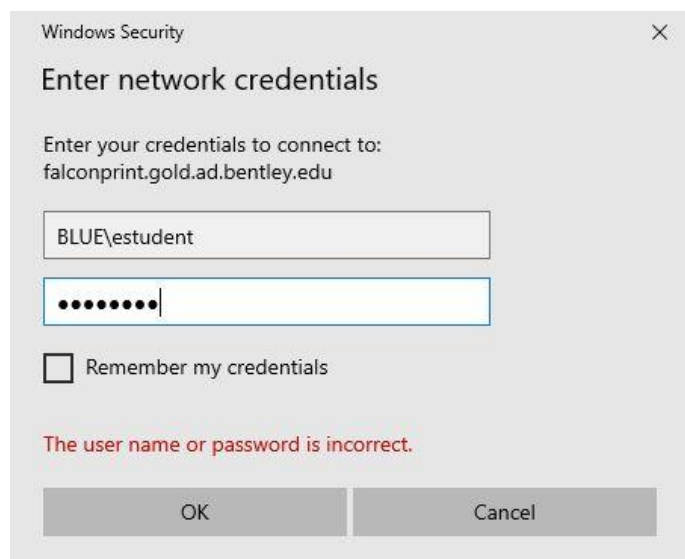 Windows Security
Enter network credentials
Enter your credentials to connect to:
falconprint.gold.ad.bentley.edu
BLUE\estudent
••••••••
Remember my credentials
The user name or password is incorrect.
OK Cancel